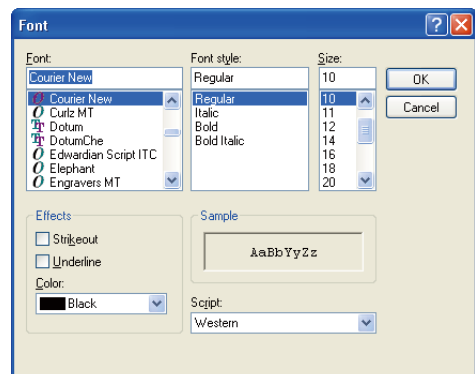 Font
Font: Font style: Size:
Courier New Regular 10
Courier New Regular 10
Curlz MT Italic 11
Dotum Bold 12
DotumChe Bold Italic 14
Edwardian Script ITC 16
Elephant 18
Engravers MT 20
OK
Cancel
Effects
Strikeout
Underline
Color:
Black
Sample
AaBbYyZz
Script:
Western